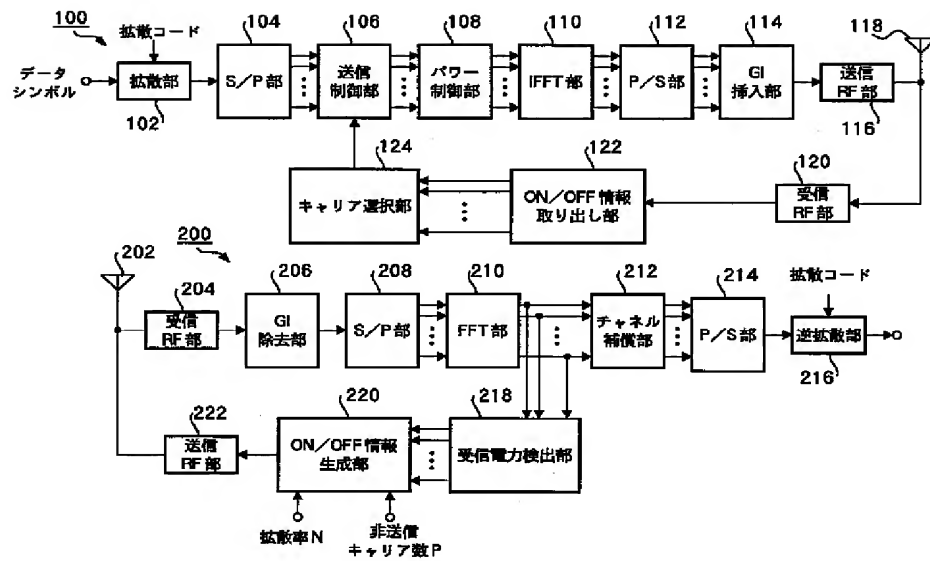 100
拡散コード
104
106
108
110
112
114
118
データ
シンボル
拡散部
S/P部
送信
制御部
パワー
制御部
IFFT部
P/S部
GI
挿入部
送信
RF部
102
116
124
122
120
キャリア選択部
ON/OFF情報
取り出し部
受信
RF部
202
200
204
206
208
210
212
214
拡散コード
受信
RF部
GI
除去部
S/P部
FFT部
チャネル
補償部
P/S部
逆拡散部
216
222
220
218
送信
RF部
ON/OFF情報
生成部
受信電力検出部
拡散率N
非送信
キャリア数P